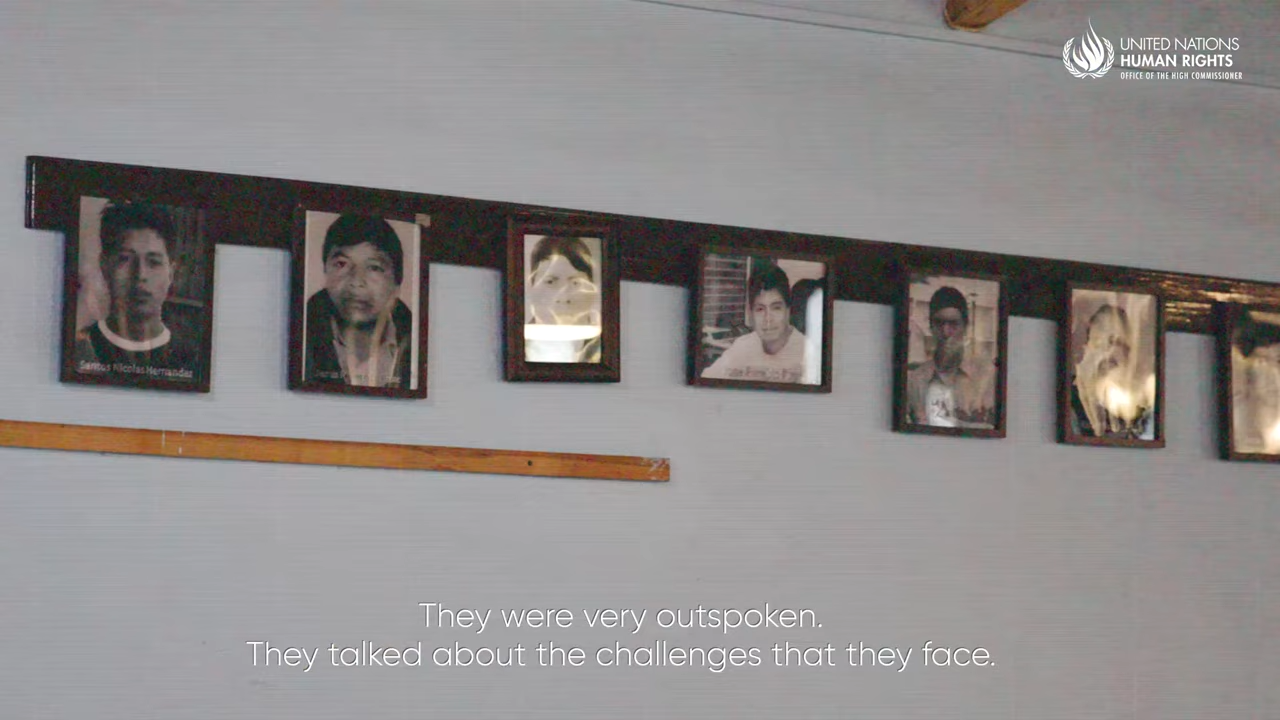 UNITED NATIONS
HUMAN RIGHTS
OFFICE OF THE HIGH COMMISSIONER
Santos Nicolas Hernandez
They were very outspoken.
They talked about the challenges that they face.